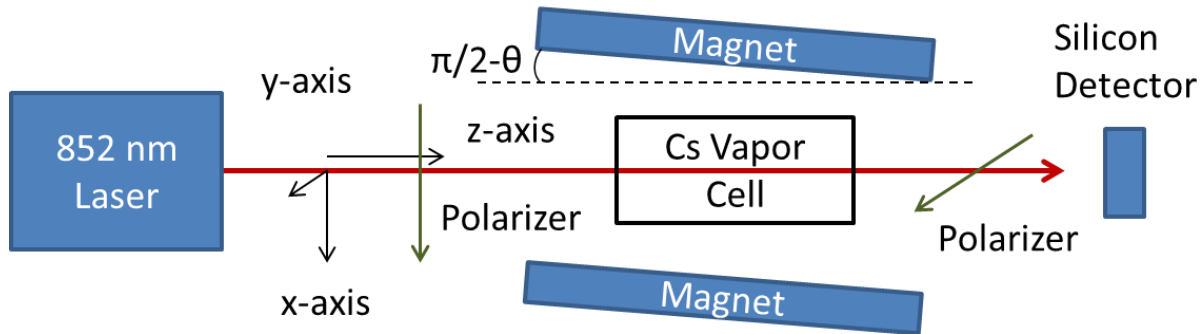 Magnet
π/2-θ
Silicon
Detector
y-axis
z-axis
852 nm
Laser
Cs Vapor
Cell
Polarizer
Polarizer
x-axis
Magnet